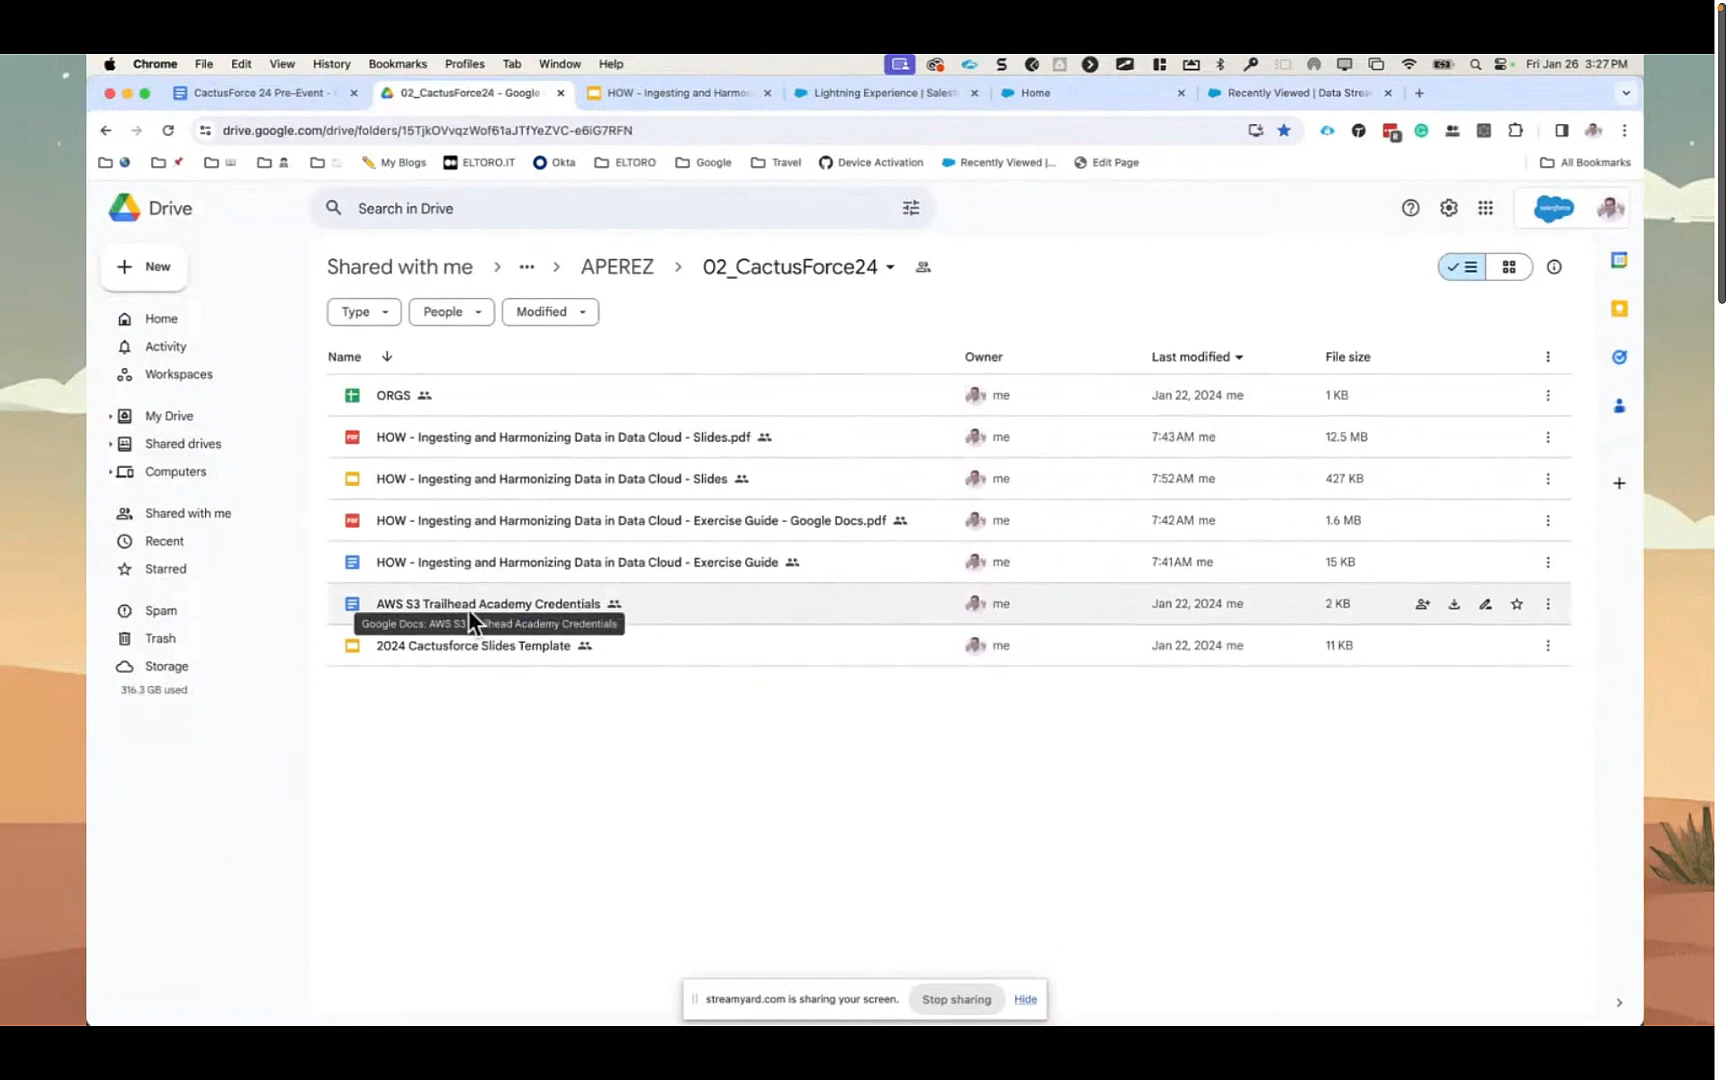 Chrome File Edit View History Bookmarks Profiles Tab Window Help Fri Jan 26 3:27 PM
CactusForce 24 Pre-Event - 02_CactusForce24 - Google HOW - Ingesting and Harmo Lightning Experience | Sales Home Recently Viewed | Data Strea
drive.google.com/drive/folders/15TjkOVvqzWof61aJTfYeZVC-e6iG7RFN
My Blogs ELTORO.IT Okta ELTORO Google Travel Device Activation Recently Viewed |... Edit Page All Bookmarks
Drive Search in Drive salesforce
New
Shared with me > ... > APEREZ > 02_CactusForce24
Home
Activity
Workspaces
My Drive
Shared drives
Computers
Shared with me
Recent
Starred
Spam
Trash
Storage
316.3 GB used
Type People Modified
Name Owner Last modified File size
ORGS me Jan 22, 2024 me 1 KB
HOW - Ingesting and Harmonizing Data in Data Cloud - Slides.pdf me 7:43 AM me 12.5 MB
HOW - Ingesting and Harmonizing Data in Data Cloud - Slides me 7:52 AM me 427 KB
HOW - Ingesting and Harmonizing Data in Data Cloud - Exercise Guide - Google Docs.pdf me 7:42 AM me 1.6 MB
HOW - Ingesting and Harmonizing Data in Data Cloud - Exercise Guide me 7:41 AM me 15 KB
AWS S3 Trailhead Academy Credentials me Jan 22, 2024 me 2 KB
Google Docs: AWS S3 Trailhead Academy Credentials
2024 Cactusforce Slides Template me Jan 22, 2024 me 11 KB
streamyard.com is sharing your screen. Stop sharing Hide